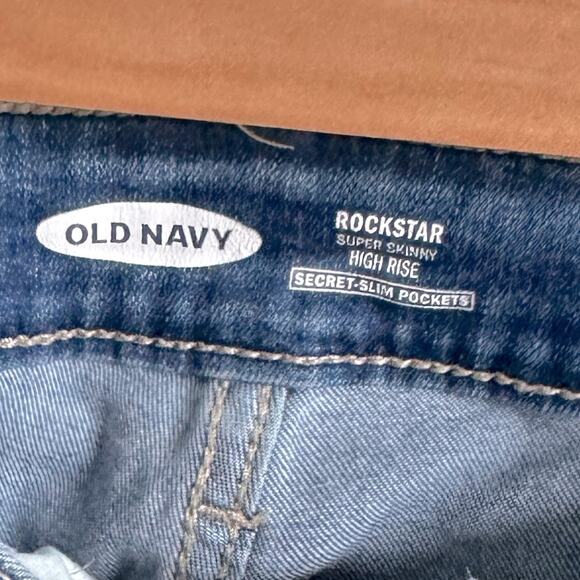 OLD NAVY
ROCKSTAR
SUPER SKINNY
HIGH RISE
SECRET-SLIM POCKETS